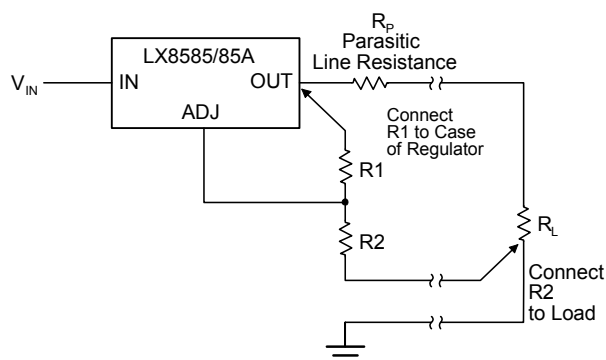 R_P
Parasitic
Line Resistance
LX8585/85A
V_IN
IN
OUT
ADJ
Connect
R1 to Case
of Regulator
R1
R2
R_L
Connect
R2
to Load